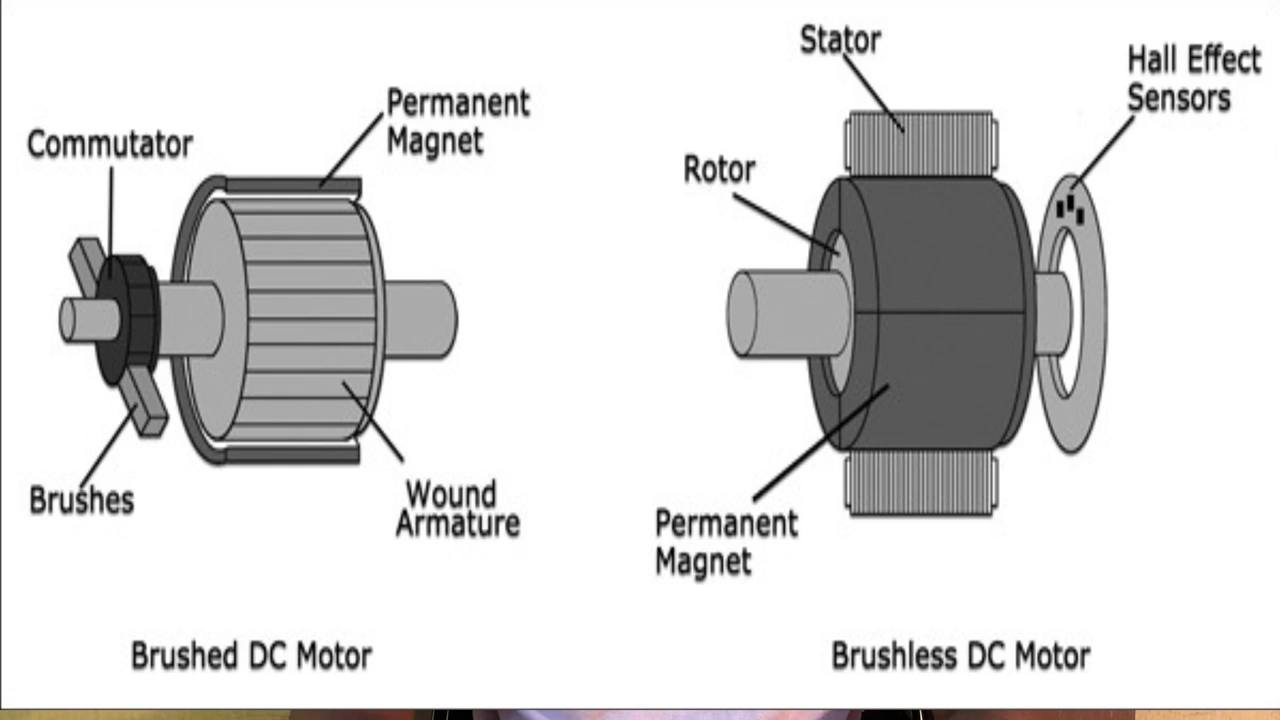 Commutator
Permanent
Magnet
Brushes
Wound
Armature
Brushed DC Motor
Stator
Hall Effect
Sensors
Rotor
Permanent
Magnet
Brushless DC Motor